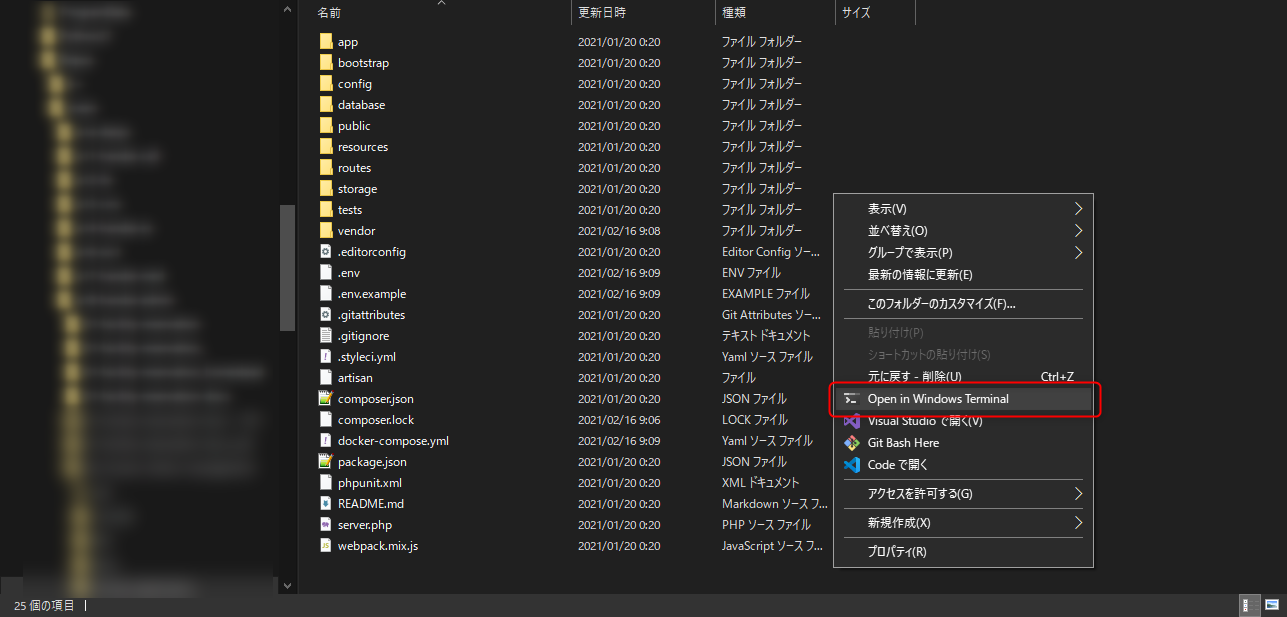 名前 更新日時 種類 サイズ
app 2021/01/20 0:20 ファイル フォルダー
bootstrap 2021/01/20 0:20 ファイル フォルダー
config 2021/01/20 0:20 ファイル フォルダー
database 2021/01/20 0:20 ファイル フォルダー
public 2021/01/20 0:20 ファイル フォルダー
resources 2021/01/20 0:20 ファイル フォルダー
routes 2021/01/20 0:20 ファイル フォルダー
storage 2021/01/20 0:20 ファイル フォルダー
tests 2021/01/20 0:20 ファイル フォルダー
vendor 2021/02/16 9:08 ファイル フォルダー
.editorconfig 2021/01/20 0:20 Editor Config ソー...
.env 2021/02/16 9:09 ENV ファイル
.env.example 2021/02/16 9:09 EXAMPLE ファイル
.gitattributes 2021/01/20 0:20 Git Attributes ソー...
.gitignore 2021/01/20 0:20 テキスト ドキュメント
.styleci.yml 2021/01/20 0:20 Yaml ソース ファイル
artisan 2021/01/20 0:20 ファイル
composer.json 2021/01/20 0:20 JSON ファイル
composer.lock 2021/02/16 9:06 LOCK ファイル
docker-compose.yml 2021/02/16 9:09 Yaml ソース ファイル
package.json 2021/01/20 0:20 JSON ファイル
phpunit.xml 2021/01/20 0:20 XML ドキュメント
README.md 2021/01/20 0:20 Markdown ソース フ...
server.php 2021/01/20 0:20 PHP ソース ファイル
webpack.mix.js 2021/01/20 0:20 JavaScript ソース フ...
表示(V)
並べ替え(O)
グループで表示(P)
最新の情報に更新(E)
このフォルダーのカスタマイズ(F)...
貼り付け(P)
ショートカットの貼り付け(S)
元に戻す - 削除(U) Ctrl+Z
Open in Windows Terminal
Visual Studio で開く(V)
Git Bash Here
Code で開く
アクセスを許可する(G)
新規作成(X)
プロパティ(R)
25 個の項目